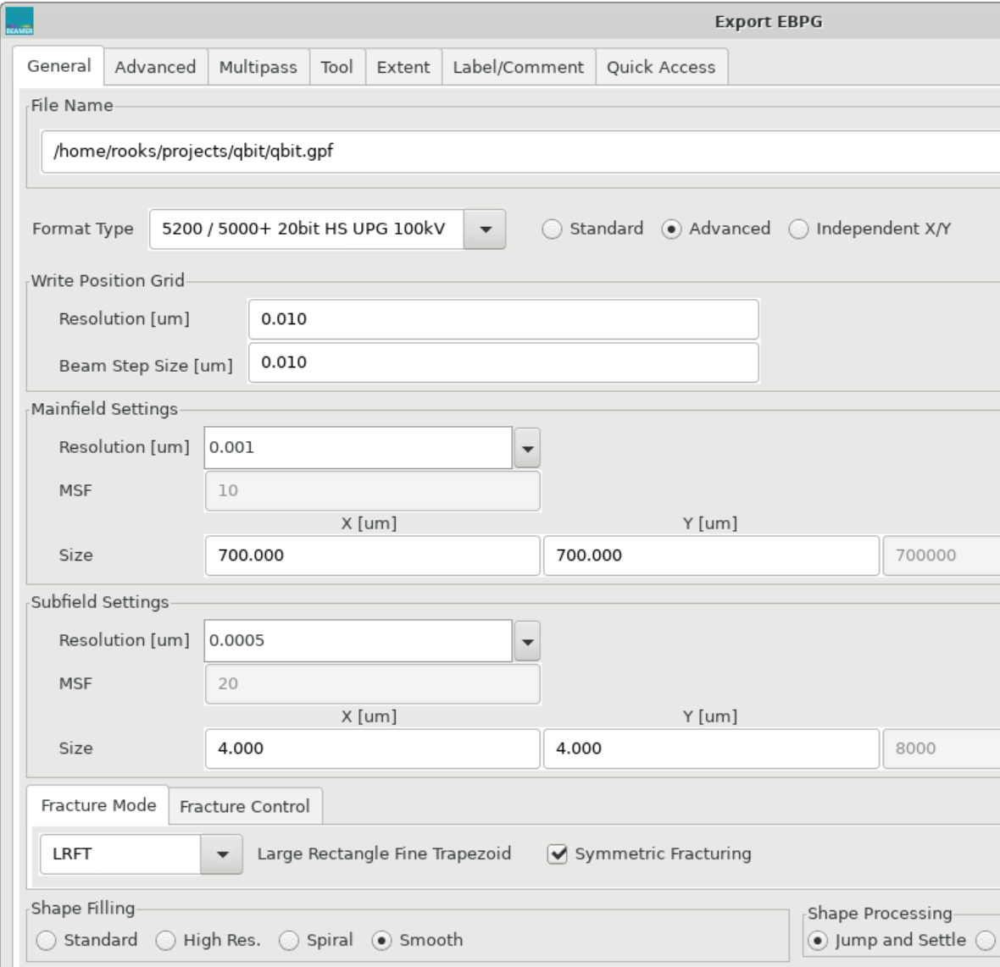 BEAMER
Export EBPG
General Advanced Multipass Tool Extent Label/Comment Quick Access
File Name
/home/rooks/projects/qbit/qbit.gpf
Format Type 5200 / 5000+ 20bit HS UPG 100kV Standard Advanced Independent X/Y
Write Position Grid
Resolution [um] 0.010
Beam Step Size [um] 0.010
Mainfield Settings
Resolution [um] 0.001
MSF 10
X [um] Y [um]
Size 700.000 700.000 700000
Subfield Settings
Resolution [um] 0.0005
MSF 20
X [um] Y [um]
Size 4.000 4.000 8000
Fracture Mode Fracture Control
LRFT Large Rectangle Fine Trapezoid Symmetric Fracturing
Shape Filling Shape Processing
Standard High Res. Spiral Smooth Jump and Settle